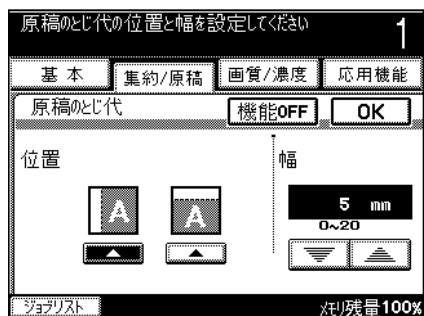 原稿のとじ代の位置と幅を設定してください 1
基本 集約/原稿 画質/濃度 応用機能
原稿のとじ代 機能OFF OK
位置 幅
A A
5 mm
0~20
ジョブリスト ﾒﾓﾘ残量100%